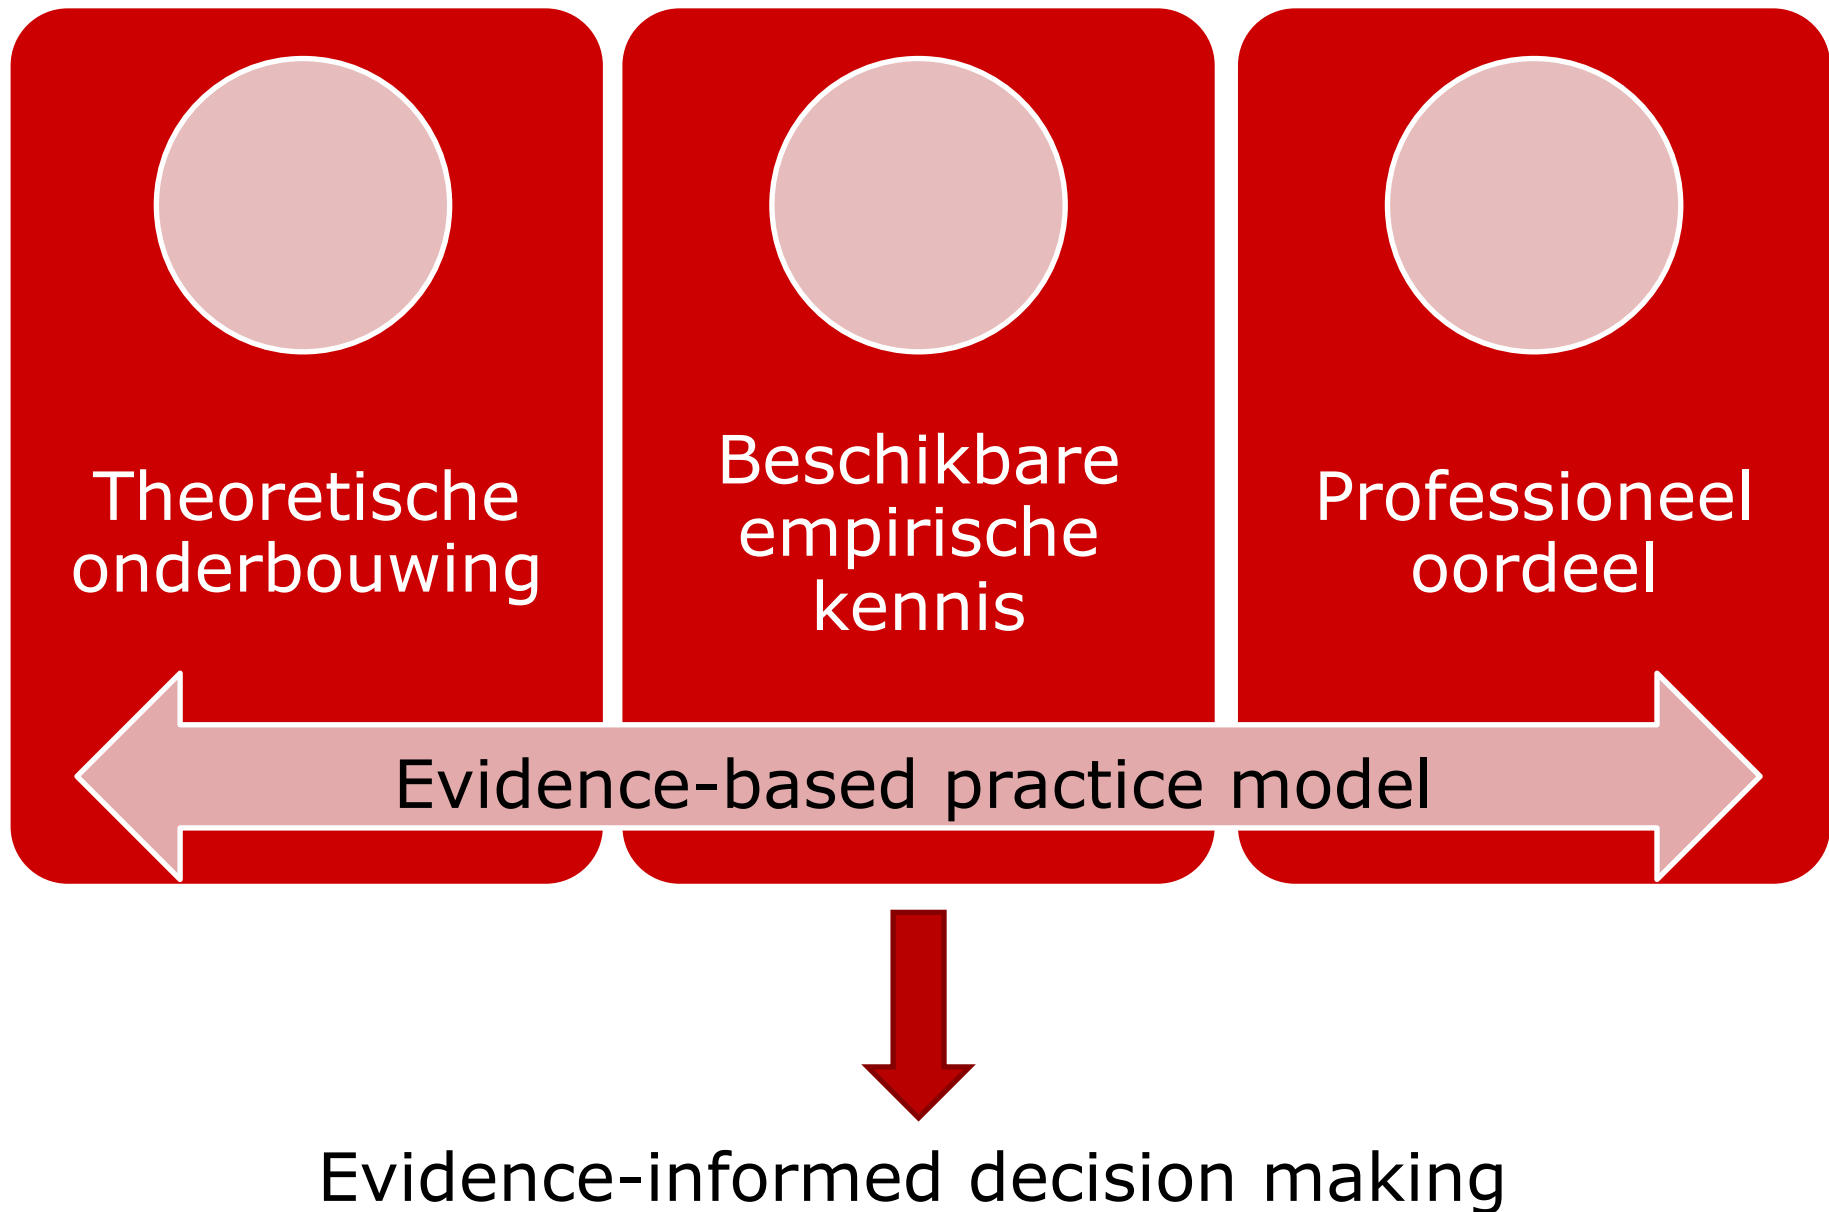 Theoretische
onderbouwing
Beschikbare
empirische
kennis
Professioneel
oordeel
Evidence-based practice model
Evidence-informed decision making